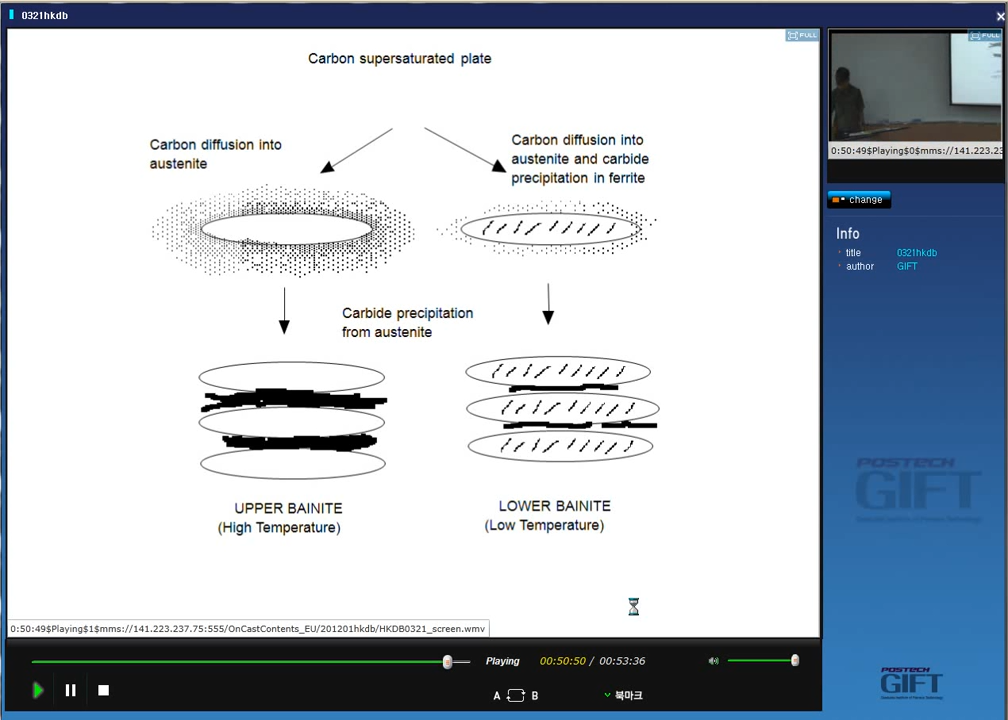 0321hkdb
FULL
Carbon supersaturated plate
Carbon diffusion into
austenite
Carbon diffusion into
austenite and carbide
precipitation in ferrite
Carbide precipitation
from austenite
UPPER BAINITE
(High Temperature)
LOWER BAINITE
(Low Temperature)
0:50:49$Playing$1$mms://141.223.237.75:555/OnCastContents_EU/201201hkdb/HKDB0321_screen.wmv
FULL
0:50:49$Playing$0$mms://141.223.23
change
Info
title 0321hkdb
author GIFT
POSTECH
GIFT
Playing 00:50:50 / 00:53:36
A B
북마크
POSTECH
GIFT